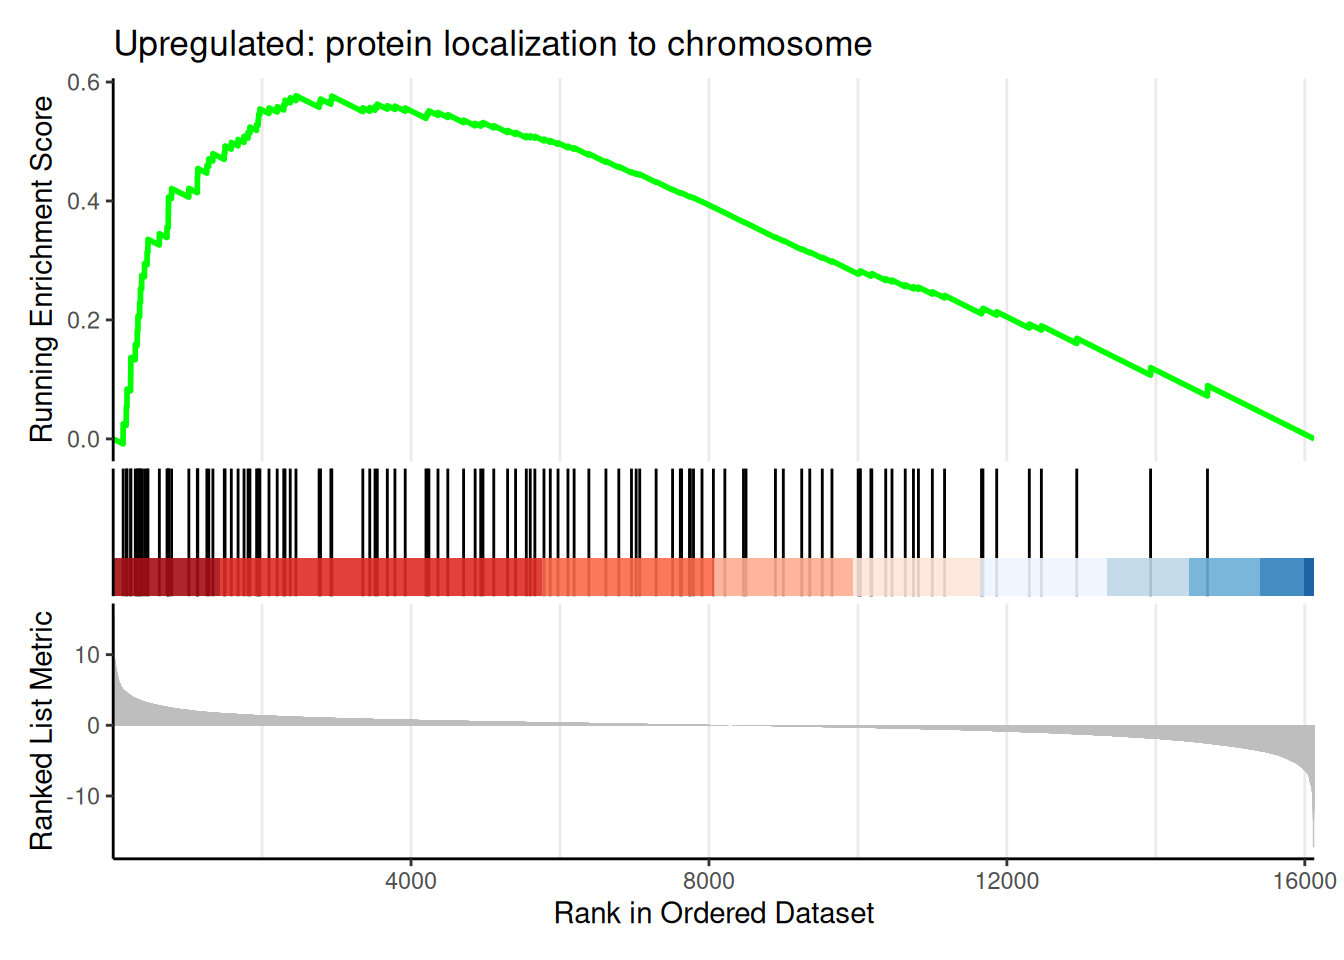 Upregulated: protein localization to chromosome
Running Enrichment Score
0.6
0.4
0.2
0.0
Ranked List Metric
10
0
-10
4000 8000 12000 16000
Rank in Ordered Dataset